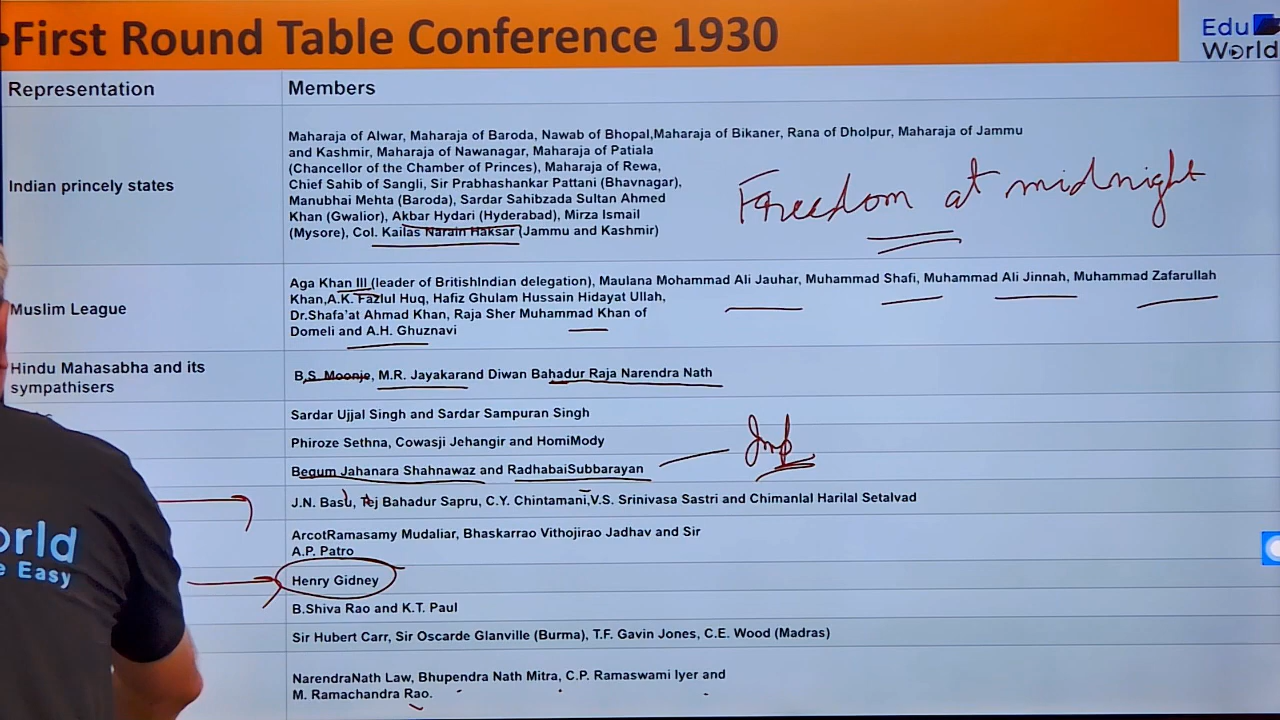 •First Round Table Conference 1930
Edu
World
Representation
Members
Indian princely states
Maharaja of Alwar, Maharaja of Baroda, Nawab of Bhopal,Maharaja of Bikaner, Rana of Dholpur, Maharaja of Jammu
and Kashmir, Maharaja of Nawanagar, Maharaja of Patiala
(Chancellor of the Chamber of Princes), Maharaja of Rewa,
Chief Sahib of Sangli, Sir Prabhashankar Pattani (Bhavnagar),
Manubhai Mehta (Baroda), Sardar Sahibzada Sultan Ahmed
Khan (Gwalior), Akbar Hydari (Hyderabad), Mirza Ismail
(Mysore), Col. Kailas Narain Haksar (Jammu and Kashmir)
Freedom at midnight
Muslim League
Aga Khan III (leader of BritishIndian delegation), Maulana Mohammad Ali Jauhar, Muhammad Shafi, Muhammad Ali Jinnah, Muhammad Zafarullah
Khan,A.K. Fazlul Huq, Hafiz Ghulam Hussain Hidayat Ullah,
Dr.Shafa'at Ahmad Khan, Raja Sher Muhammad Khan of
Domeli and A.H. Ghuznavi
Hindu Mahasabha and its
sympathisers
B.S. Moonje, M.R. Jayakarand Diwan Bahadur Raja Narendra Nath
Sardar Ujjal Singh and Sardar Sampuran Singh
Phiroze Sethna, Cowasji Jehangir and HomiMody
Begum Jahanara Shahnawaz and RadhabaiSubbarayan
Imp
J.N. Basu, Tej Bahadur Sapru, C.Y. Chintamani,V.S. Srinivasa Sastri and Chimanlal Harilal Setalvad
ArcotRamasamy Mudaliar, Bhaskarrao Vithojirao Jadhav and Sir
A.P. Patro
Henry Gidney
B.Shiva Rao and K.T. Paul
Sir Hubert Carr, Sir Oscarde Glanville (Burma), T.F. Gavin Jones, C.E. Wood (Madras)
NarendraNath Law, Bhupendra Nath Mitra, C.P. Ramaswami Iyer and
M. Ramachandra Rao.
orld
e Easy